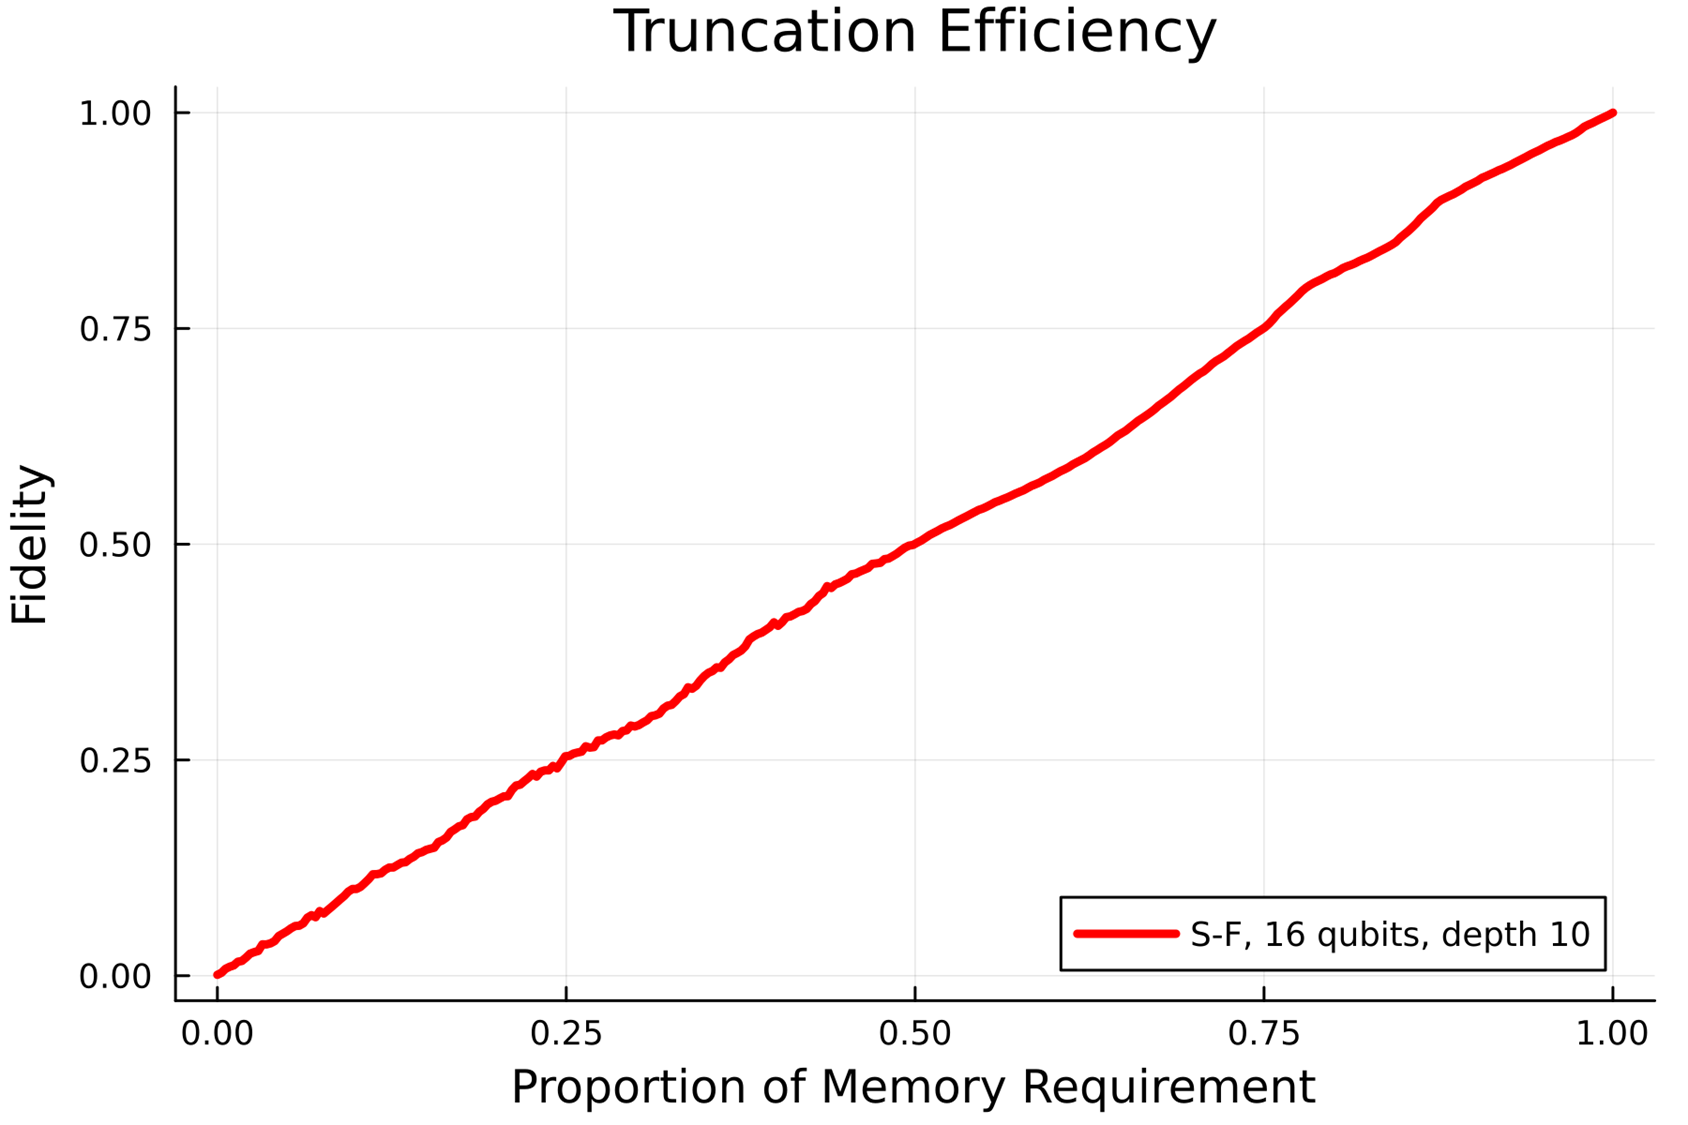 Truncation Efficiency
1.00
0.75
0.50
0.25
0.00
Fidelity
S-F, 16 qubits, depth 10
0.00 0.25 0.50 0.75 1.00
Proportion of Memory Requirement